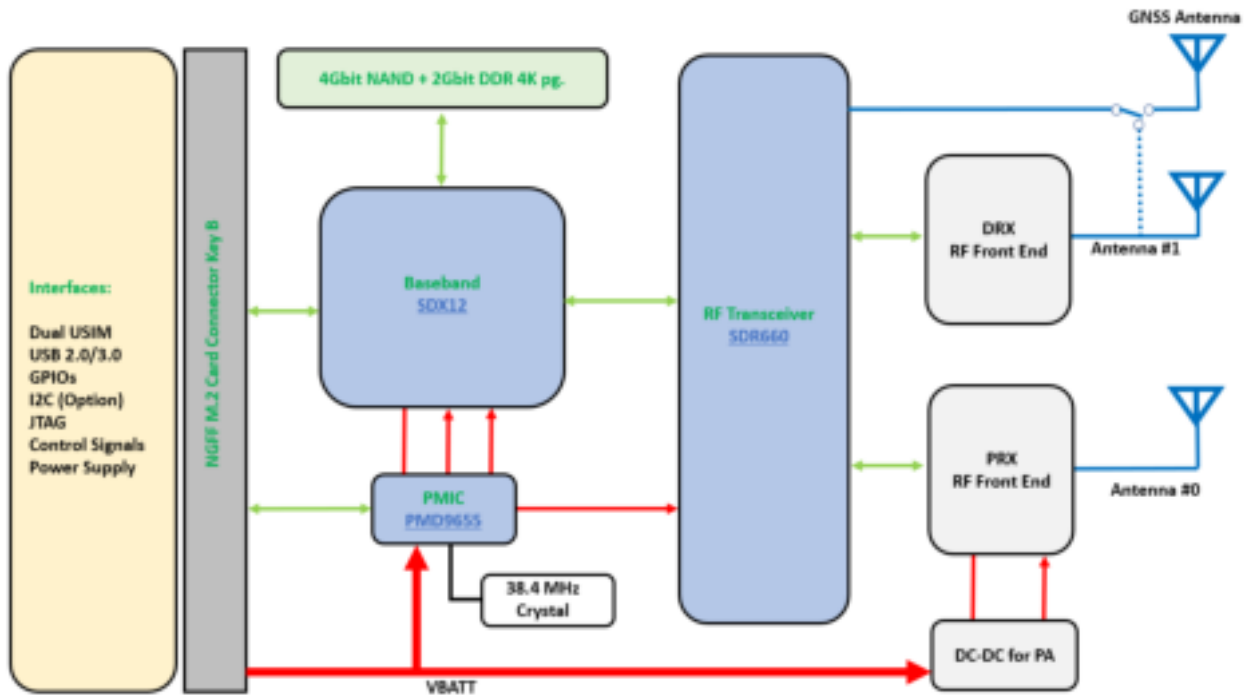 GNSS Antenna
4Gbit NAND + 2Gbit DDR 4K pg.
NGFF M.2 Card Connector Key B
Interfaces:
Dual USIM
USB 2.0/3.0
GPIOs
I2C (Option)
JTAG
Control Signals
Power Supply
Baseband
SDX12
RF Transceiver
SDR660
DRX
RF Front End
Antenna #1
PRX
RF Front End
Antenna #0
PMIC
PMD9655
38.4 MHz
Crystal
DC-DC for PA
VBATT